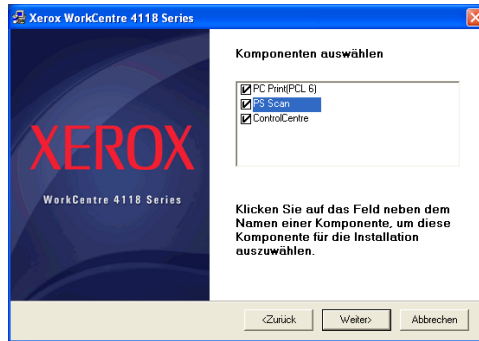 Xerox WorkCentre 4118 Series
Komponenten auswählen
PC Print(PCL 6)
PS Scan
ControlCentre
XEROX
WorkCentre 4118 Series
Klicken Sie auf das Feld neben dem
Namen einer Komponente, um diese
Komponente für die Installation
auszuwählen.
<Zurück
Weiter>
Abbrechen